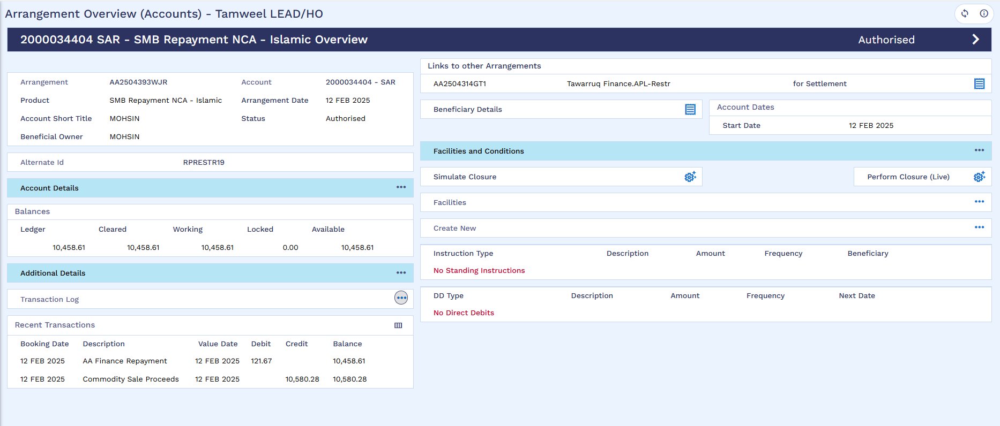 Arrangement Overview (Accounts) - Tamweel LEAD/HO
2000034404 SAR - SMB Repayment NCA - Islamic Overview Authorised
Arrangement AA2504393WJR Account 2000034404 - SAR
Product SMB Repayment NCA - Islamic Arrangement Date 12 FEB 2025
Account Short Title MOHSIN Status Authorised
Beneficial Owner MOHSIN
Alternate Id RPRESTR19
Account Details
Balances
Ledger Cleared Working Locked Available
10,458.61 10,458.61 10,458.61 0.00 10,458.61
Additional Details
Transaction Log
Recent Transactions
Booking Date Description Value Date Debit Credit Balance
12 FEB 2025 AA Finance Repayment 12 FEB 2025 121.67 10,458.61
12 FEB 2025 Commodity Sale Proceeds 12 FEB 2025 10,580.28 10,580.28
Links to other Arrangements
AA2504314GT1 Tawarruq Finance.APL-Restr for Settlement
Beneficiary Details
Account Dates
Start Date 12 FEB 2025
Facilities and Conditions
Simulate Closure Perform Closure (Live)
Facilities
Create New
Instruction Type Description Amount Frequency Beneficiary
No Standing Instructions
DD Type Description Amount Frequency Next Date
No Direct Debits